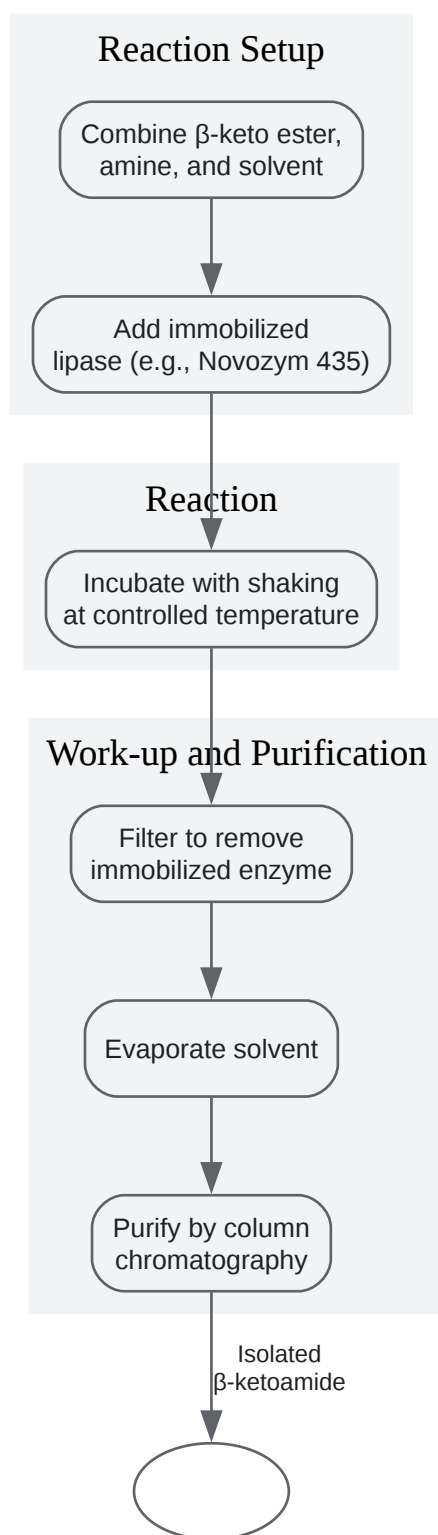 Reaction Setup
Combine β-keto ester,
amine, and solvent
Add immobilized
lipase (e.g., Novozym 435)
Reaction
Incubate with shaking
at controlled temperature
Work-up and Purification
Filter to remove
immobilized enzyme
Evaporate solvent
Purify by column
chromatography
Isolated
β-ketoamide